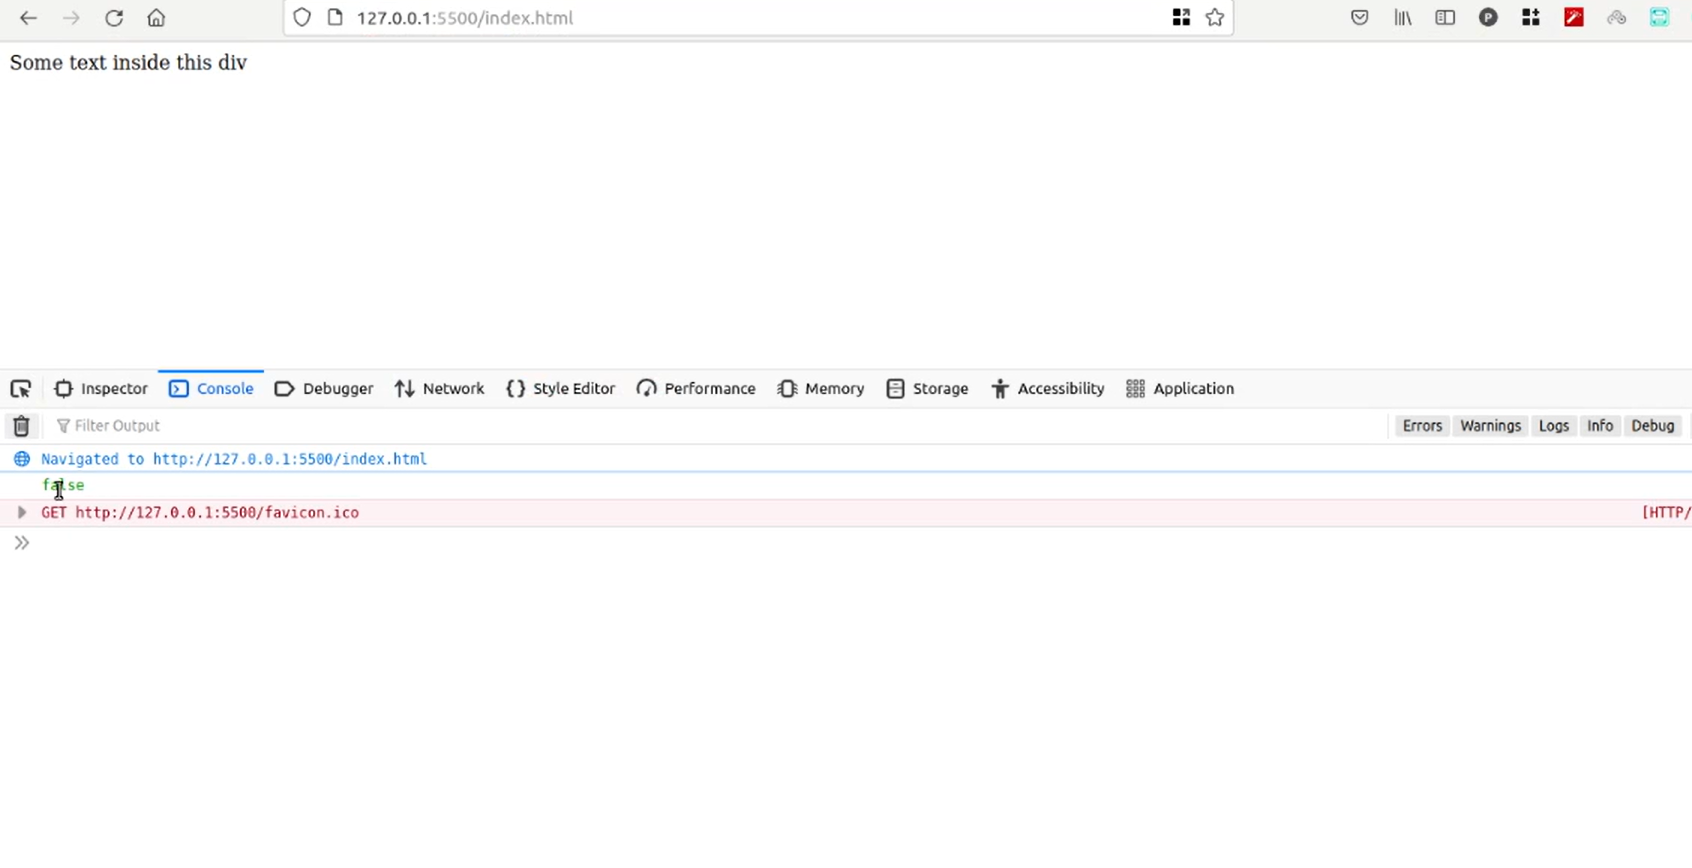 127.0.0.1:5500/index.html
P
Some text inside this div
Inspector Console Debugger Network Style Editor Performance Memory Storage Accessibility Application
Filter Output Errors Warnings Logs Info Debug
Navigated to http://127.0.0.1:5500/index.html
false
GET http://127.0.0.1:5500/favicon.ico [HTTP/